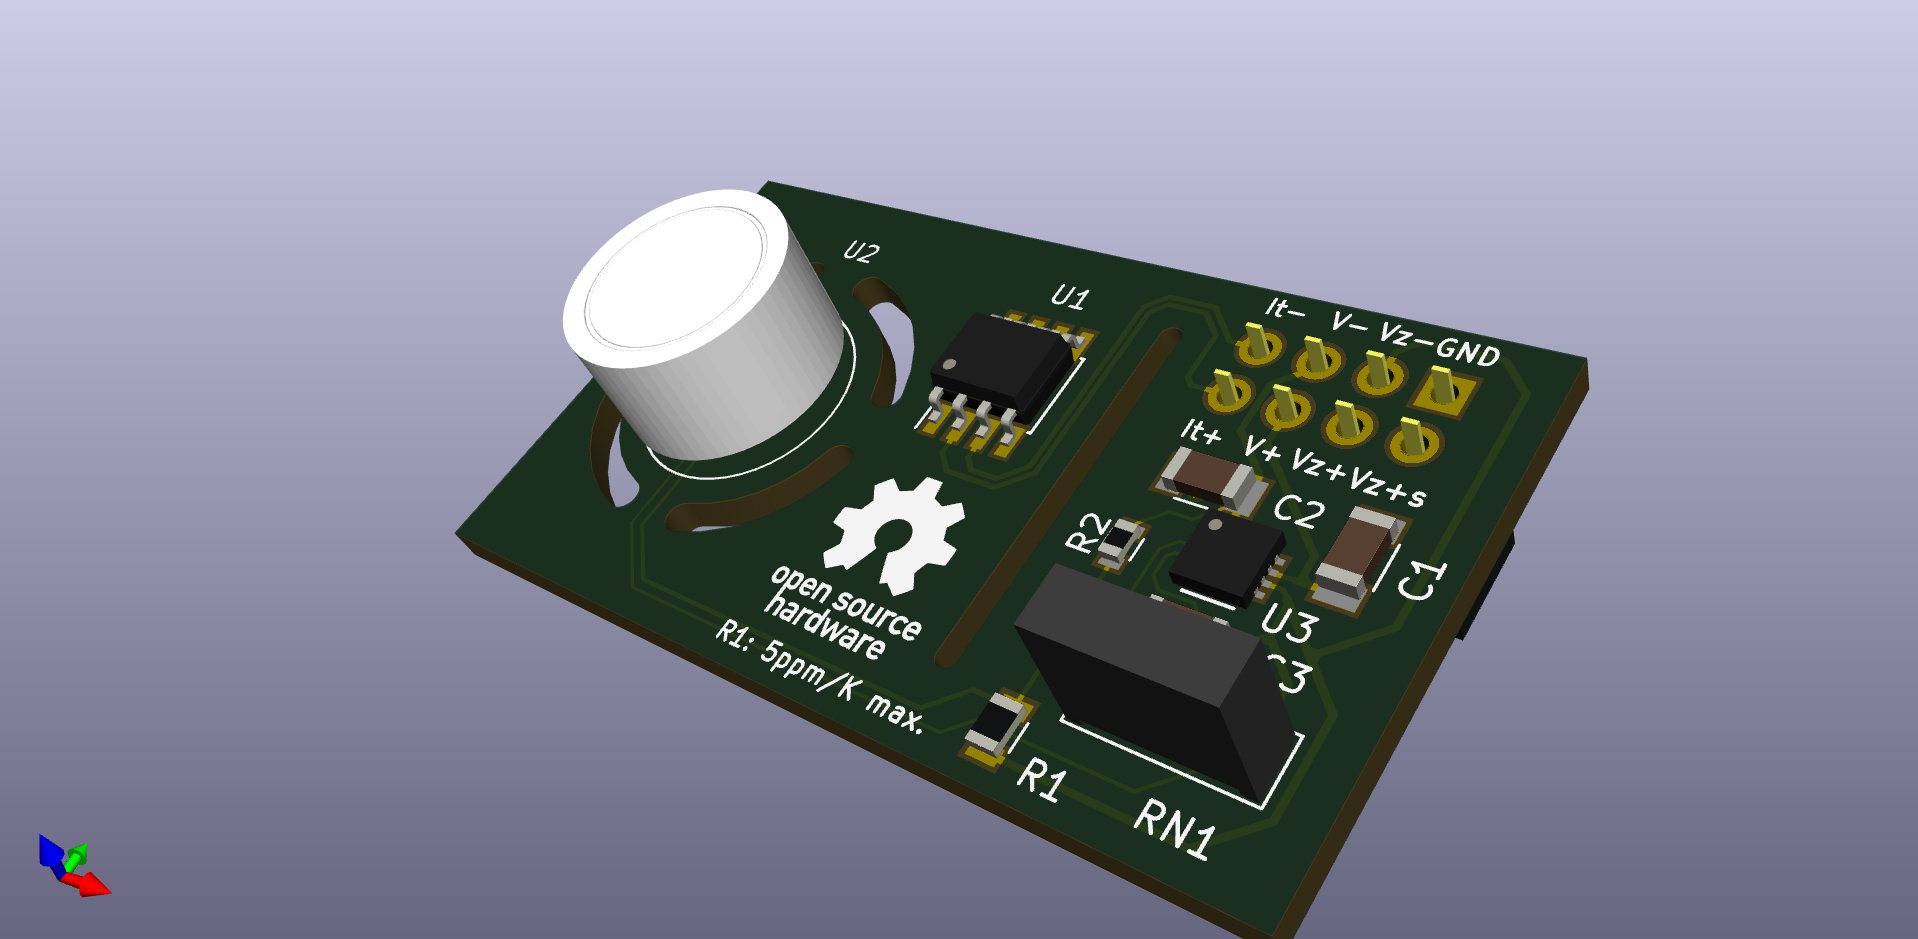 U2
U1
It- V- Vz-GND
It+ V+ Vz+Vz+s
C2
R2
C1
U3
C3
open source
hardware
R1: 5ppm/K max.
R1
RN1